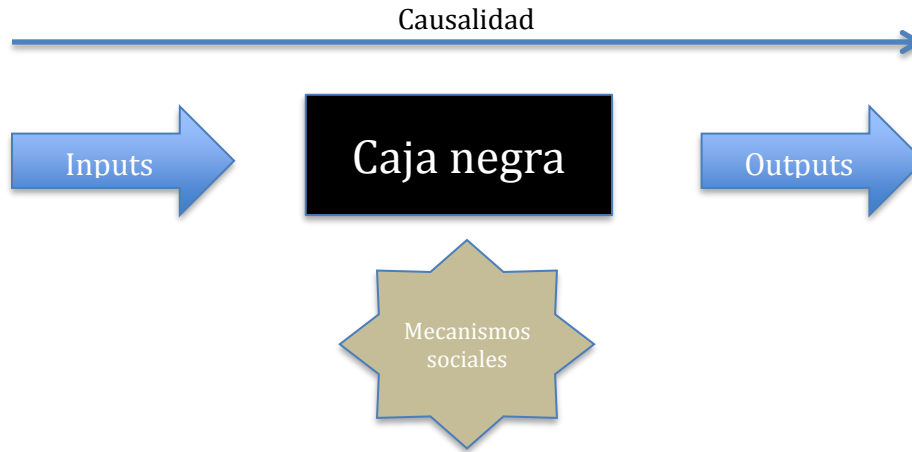 Causalidad
Inputs
Caja negra
Outputs
Mecanismos
sociales